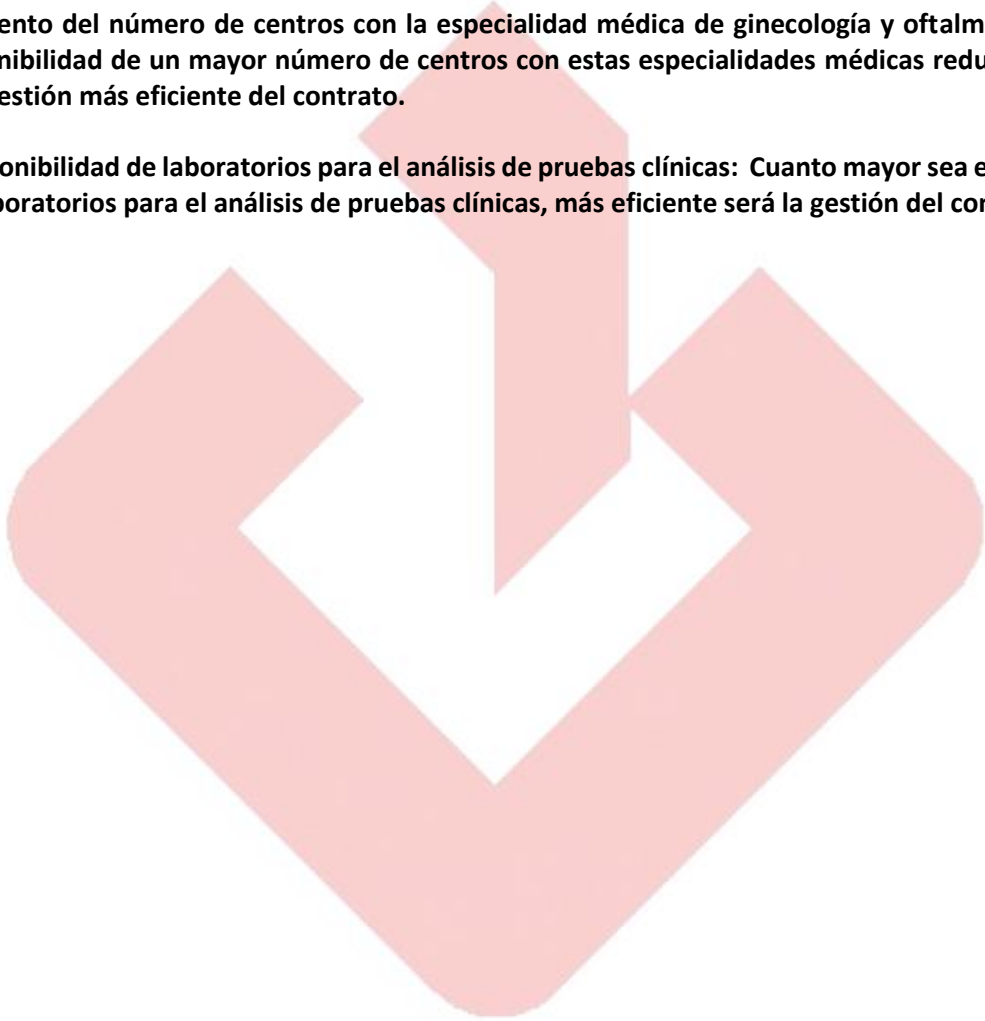 ento del número de centros con la especialidad médica de ginecología y oftalm
nibilidad de un mayor número de centros con estas especialidades médicas redu
estión más eficiente del contrato.
onibilidad de laboratorios para el análisis de pruebas clínicas: Cuanto mayor sea e
boratorios para el análisis de pruebas clínicas, más eficiente será la gestión del con